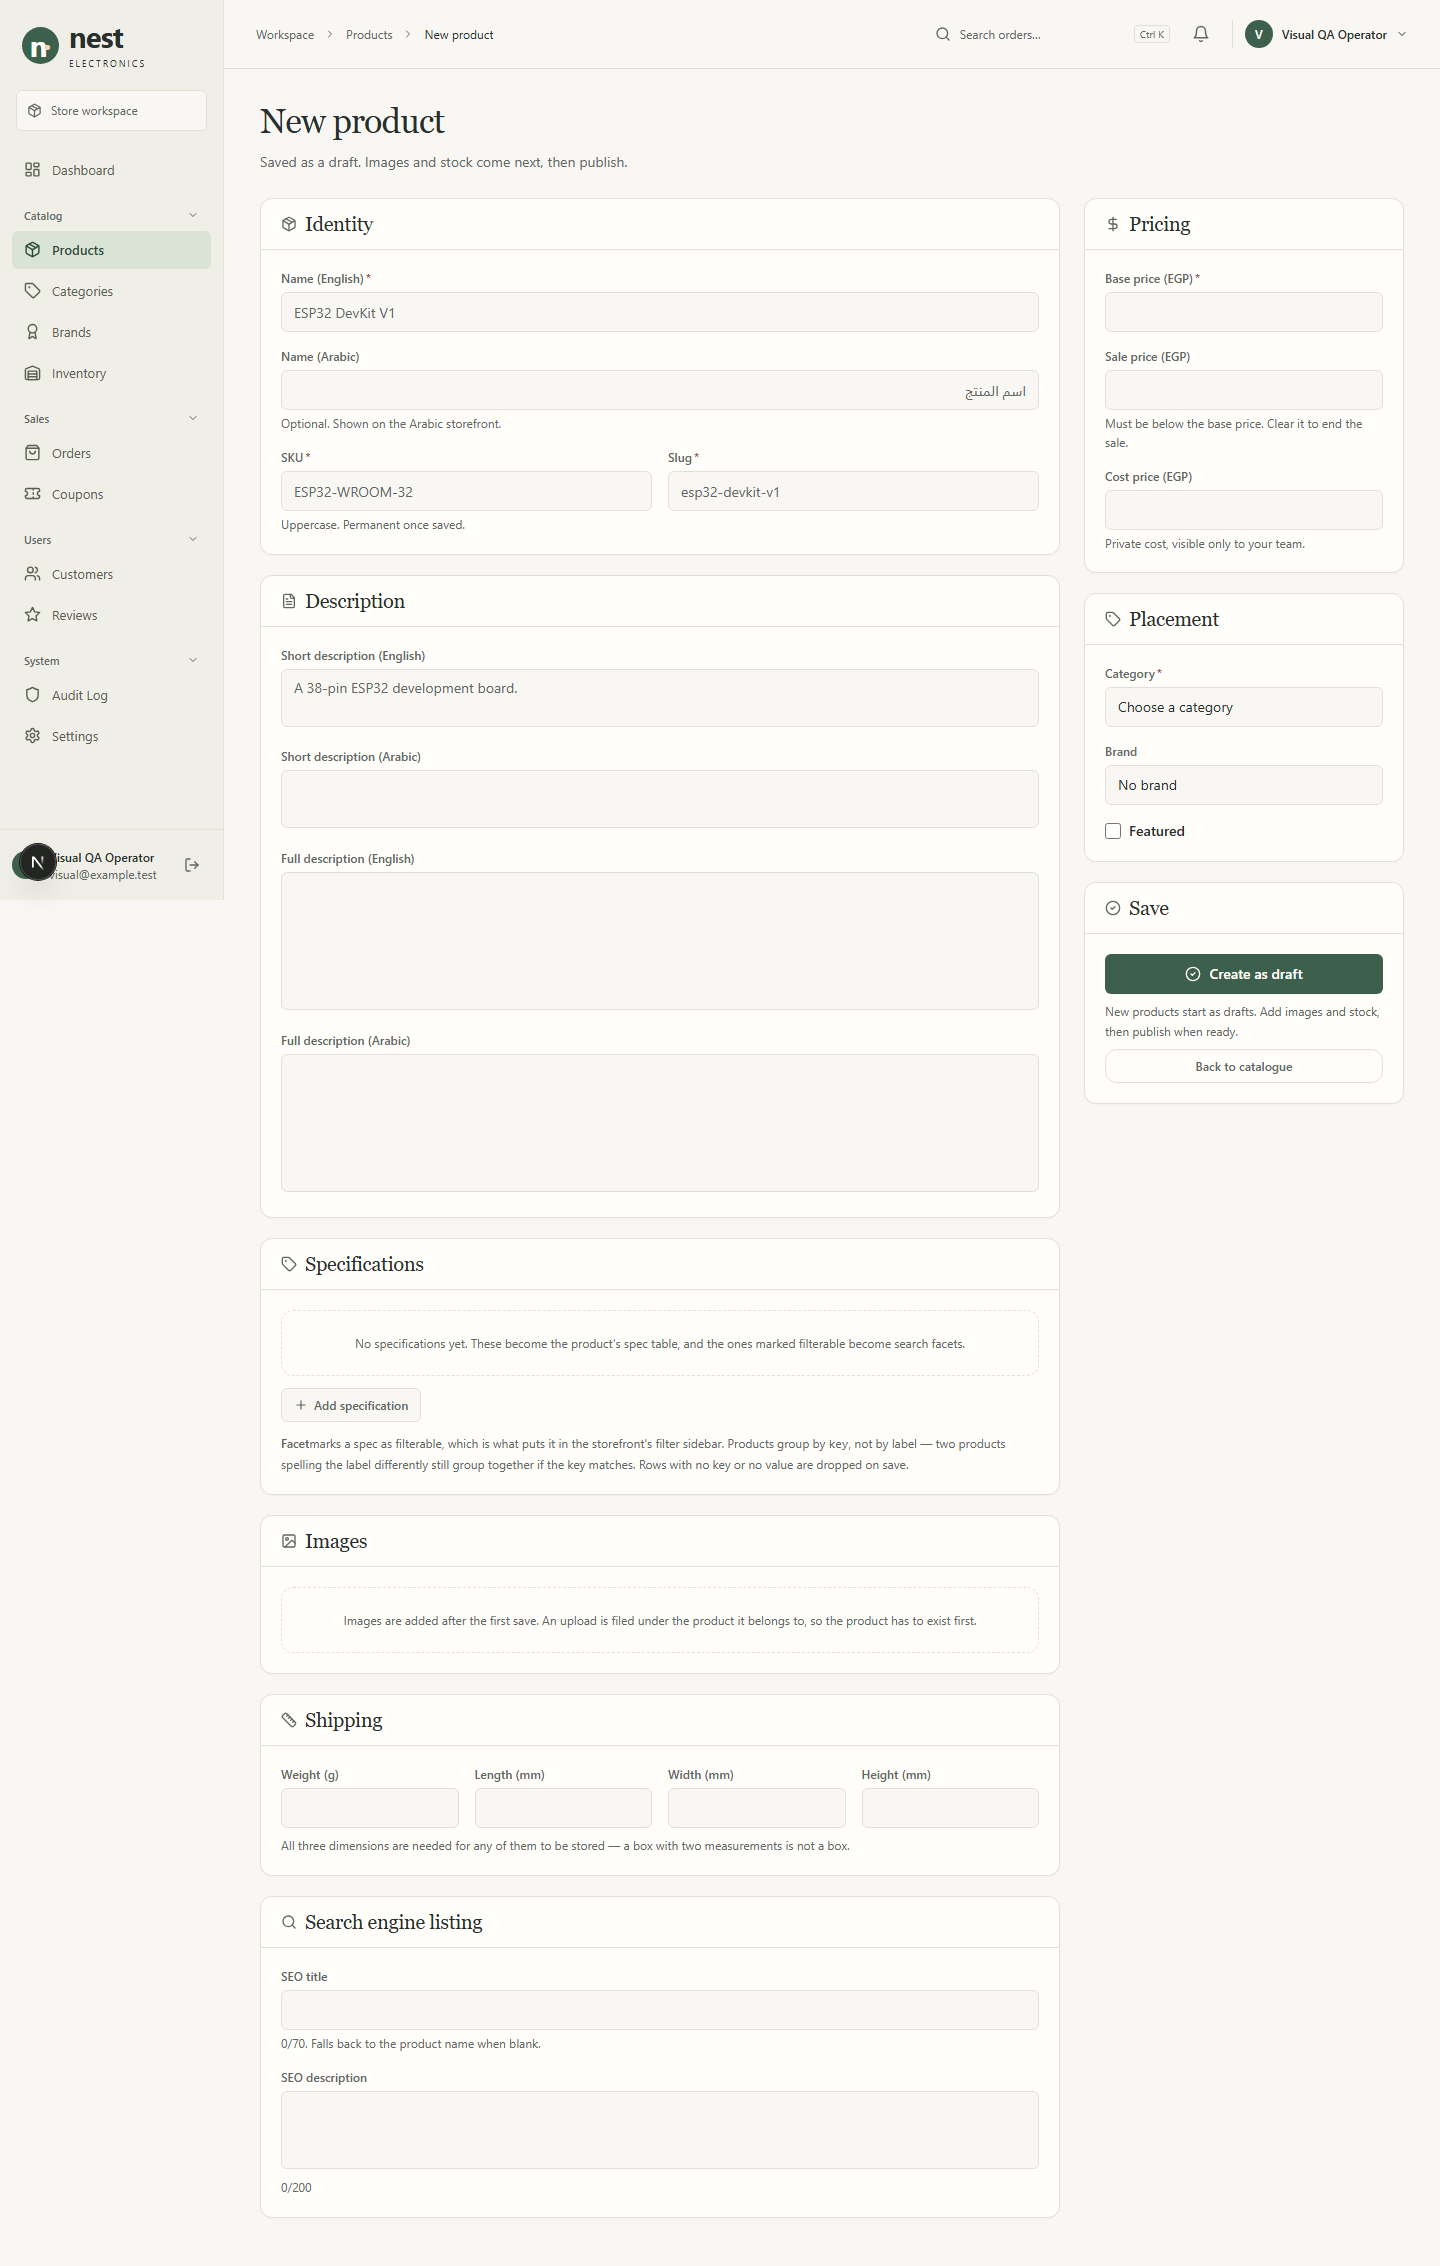 nest
ELECTRONICS
Store workspace
Dashboard
Catalog
Products
Categories
Brands
Inventory
Sales
Orders
Coupons
Users
Customers
Reviews
System
Audit Log
Settings
N
isual QA Operator
visual@example.test
Workspace
Products
New product
Search orders...
Ctrl K
V
Visual QA Operator
New product
Saved as a draft. Images and stock come next, then publish.
Identity
Name (English) *
ESP32 DevKit V1
Name (Arabic)
اسم المنتج
Optional. Shown on the Arabic storefront.
SKU *
ESP32-WROOM-32
Uppercase. Permanent once saved.
Slug *
esp32-devkit-v1
Description
Short description (English)
A 38-pin ESP32 development board.
Short description (Arabic)
Full description (English)
Full description (Arabic)
Specifications
No specifications yet. These become the product's spec table, and the ones marked filterable become search facets.
Add specification
Facetmarks a spec as filterable, which is what puts it in the storefront's filter sidebar. Products group by key, not by label — two products
spelling the label differently still group together if the key matches. Rows with no key or no value are dropped on save.
Images
Images are added after the first save. An upload is filed under the product it belongs to, so the product has to exist first.
Shipping
Weight (g)
Length (mm)
Width (mm)
Height (mm)
All three dimensions are needed for any of them to be stored — a box with two measurements is not a box.
Search engine listing
SEO title
0/70. Falls back to the product name when blank.
SEO description
0/200
Pricing
Base price (EGP) *
Sale price (EGP)
Must be below the base price. Clear it to end the
sale.
Cost price (EGP)
Private cost, visible only to your team.
Placement
Category *
Choose a category
Brand
No brand
Featured
Save
Create as draft
New products start as drafts. Add images and stock,
then publish when ready.
Back to catalogue